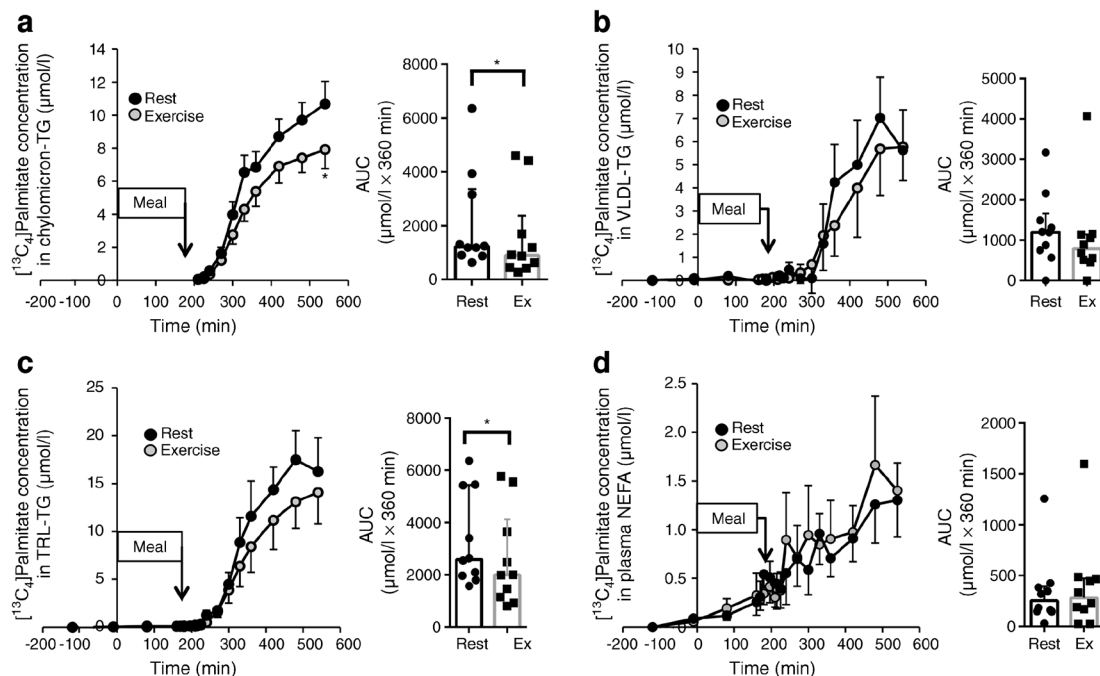 a
[¹³C₄]Palmitate concentration
in chylomicron-TG (μmol/l)
14
12
10
8
6
4
2
0
Rest
Exercise
Meal
*
-200 -100 0 100 200 300 400 500 600
Time (min)
AUC
(μmol/l × 360 min)
8000
6000
4000
2000
0
*
Rest Ex
b
[¹³C₄]Palmitate concentration
in VLDL-TG (μmol/l)
10
9
8
7
6
5
4
3
2
1
0
Rest
Exercise
Meal
-200 -100 0 100 200 300 400 500 600
Time (min)
AUC
(μmol/l × 360 min)
5000
4000
3000
2000
1000
0
Rest Ex
c
[¹³C₄]Palmitate concentration
in TRL-TG (μmol/l)
25
20
15
10
5
0
Rest
Exercise
Meal
-200 -100 0 100 200 300 400 500 600
Time (min)
AUC
(μmol/l × 360 min)
8000
6000
4000
2000
0
*
Rest Ex
d
[¹³C₄]Palmitate concentration
in plasma NEFA (μmol/l)
2.5
2.0
1.5
1.0
0.5
0
Rest
Exercise
Meal
-200 -100 0 100 200 300 400 500 600
Time (min)
AUC
(μmol/l × 360 min)
2000
1500
1000
500
0
Rest Ex